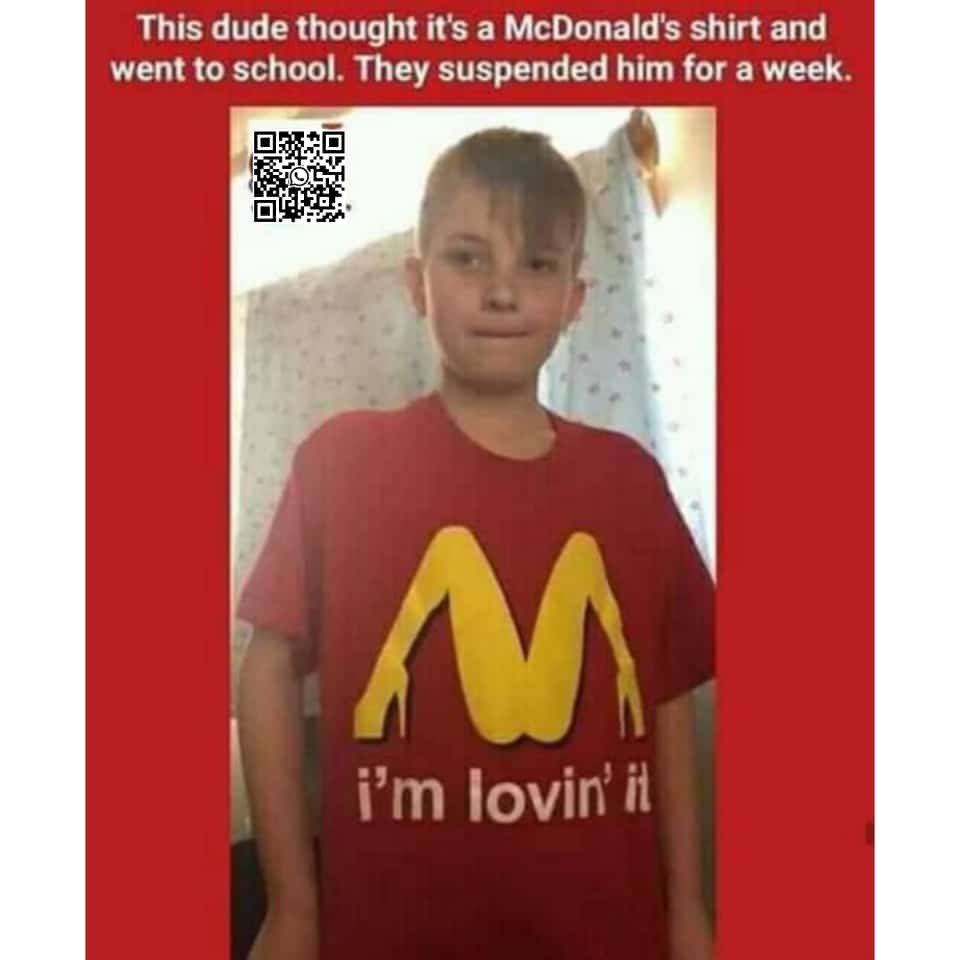 This dude thought it's a McDonald's shirt and
went to school. They suspended him for a week.
i'm lovin' it